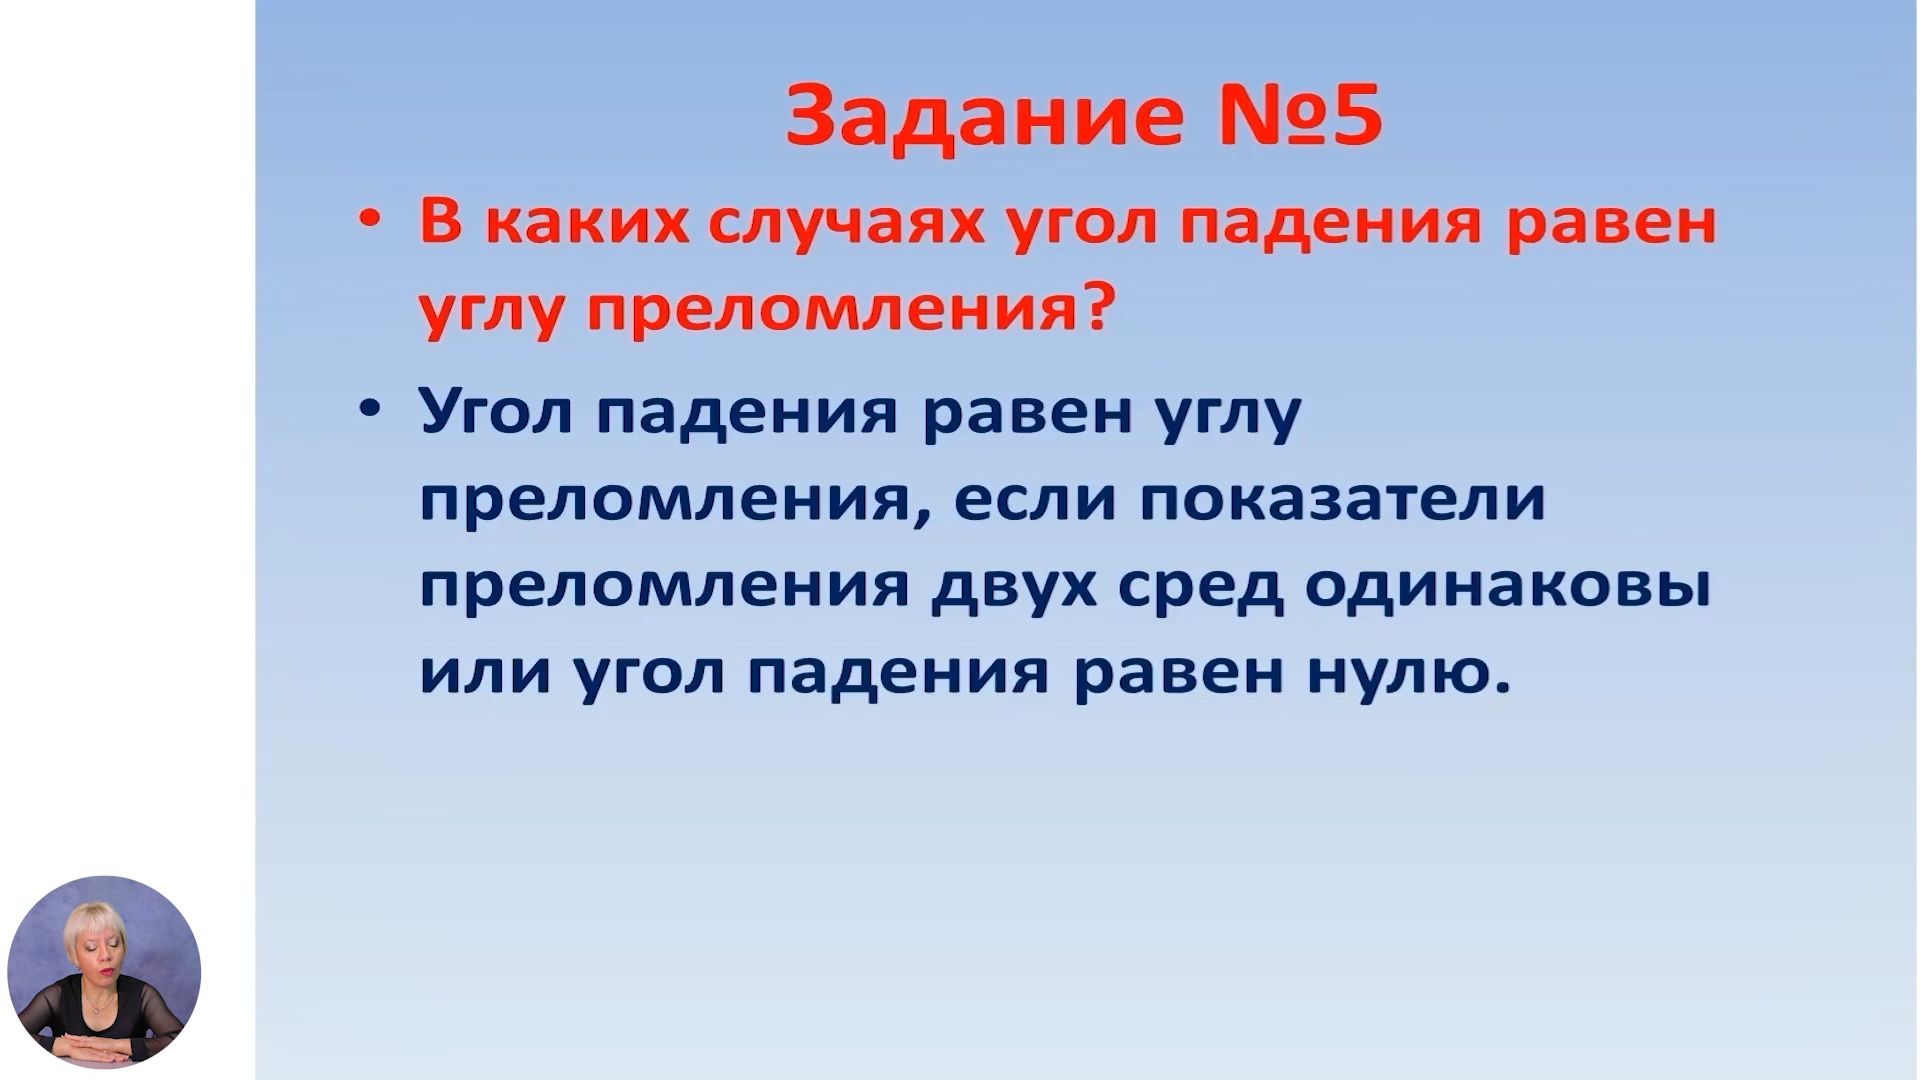 Задание №5
• В каких случаях угол падения равен
углу преломления?
• Угол падения равен углу
преломления, если показатели
преломления двух сред одинаковы
или угол падения равен нулю.